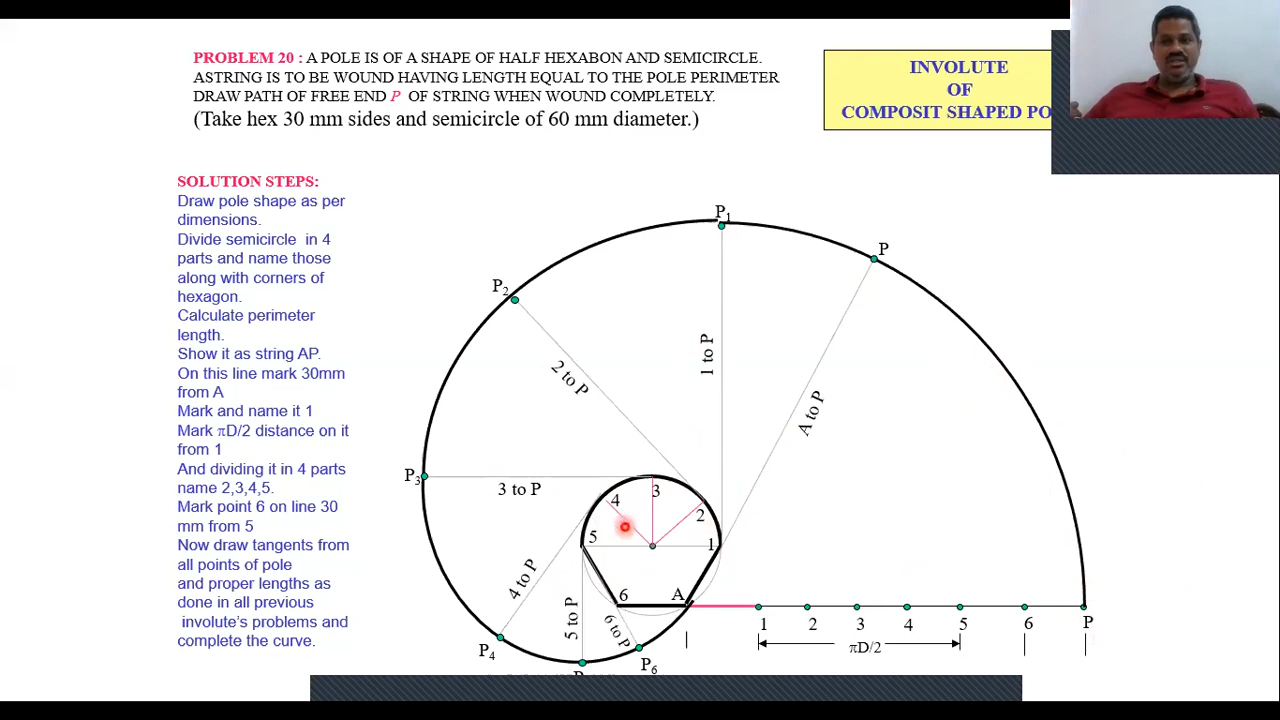 PROBLEM 20 : A POLE IS OF A SHAPE OF HALF HEXABON AND SEMICIRCLE.
ASTRING IS TO BE WOUND HAVING LENGTH EQUAL TO THE POLE PERIMETER
DRAW PATH OF FREE END P OF STRING WHEN WOUND COMPLETELY.
(Take hex 30 mm sides and semicircle of 60 mm diameter.)
INVOLUTE
OF
COMPOSIT SHAPED PO
SOLUTION STEPS:
Draw pole shape as per
dimensions.
Divide semicircle in 4
parts and name those
along with corners of
hexagon.
Calculate perimeter
length.
Show it as string AP.
On this line mark 30mm
from A
Mark and name it 1
Mark πD/2 distance on it
from 1
And dividing it in 4 parts
name 2,3,4,5.
Mark point 6 on line 30
mm from 5
Now draw tangents from
all points of pole
and proper lengths as
done in all previous
involute's problems and
complete the curve.
P1
P
P2
1 to P
2 to P
A to P
P3
3 to P
3
4
2
5
1
4 to P
6
A
5 to P
6 to P
1 2 3 4 5 6 P
πD/2
P4
P6